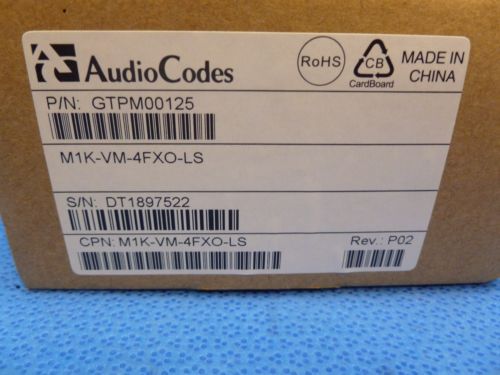 AudioCodes
RoHS
CB
CardBoard
MADE IN
CHINA
P/N: GTPM00125
M1K-VM-4FXO-LS
S/N: DT1897522
CPN: M1K-VM-4FXO-LS
Rev.: P02